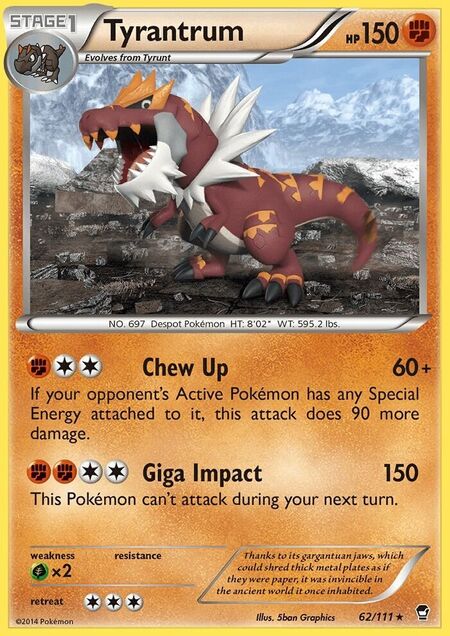 STAGE1
Tyrantrum
HP150
Evolves from Tyrunt
NO. 697 Despot Pokémon HT: 8'02" WT: 595.2 lbs.
Chew Up 60+
If your opponent's Active Pokémon has any Special
Energy attached to it, this attack does 90 more
damage.
Giga Impact 150
This Pokémon can't attack during your next turn.
weakness resistance
×2
retreat
Thanks to its gargantuan jaws, which
could shred thick metal plates as if
they were paper, it was invincible in
the ancient world it once inhabited.
©2014 Pokémon
Illus. 5ban Graphics
62/111★